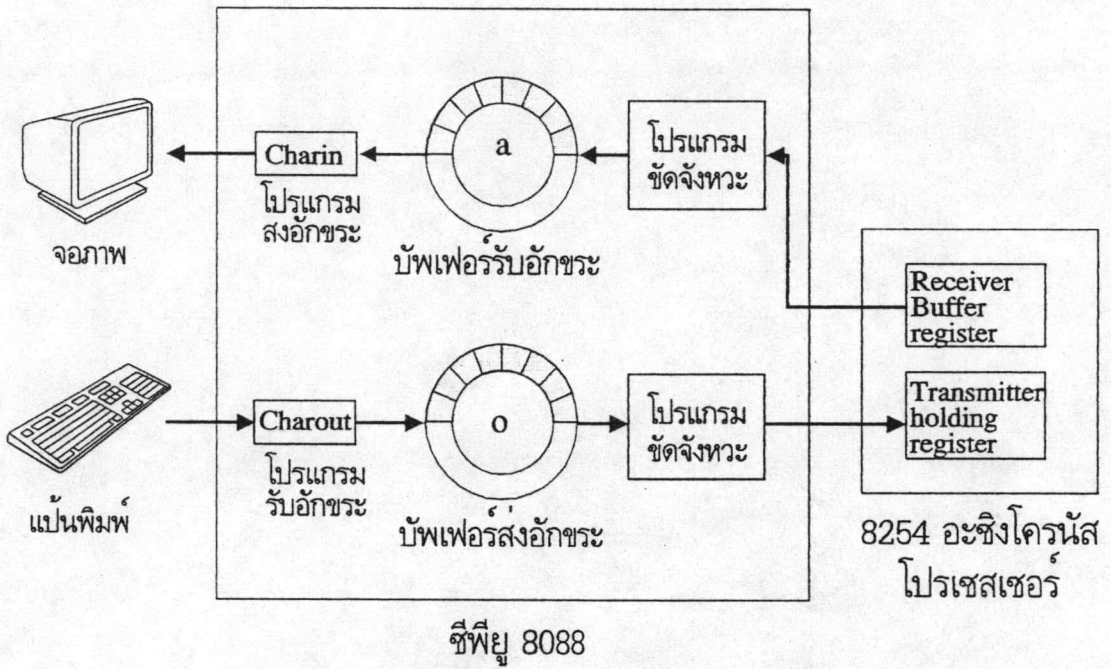 Charin
a
โปรแกรม
ขัดจังหวะ
โปรแกรม
สงอักขระ
จอภาพ
บัพเฟอร์รับอักขระ
Receiver
Buffer
register
Charout
o
โปรแกรม
ขัดจังหวะ
Transmitter
holding
register
โปรแกรม
รับอักขระ
แป้นพิมพ์
บัพเฟอร์ส่งอักขระ
8254 อะซิงโครนัส
โปรเซสเซอร์
ซีพียู 8088